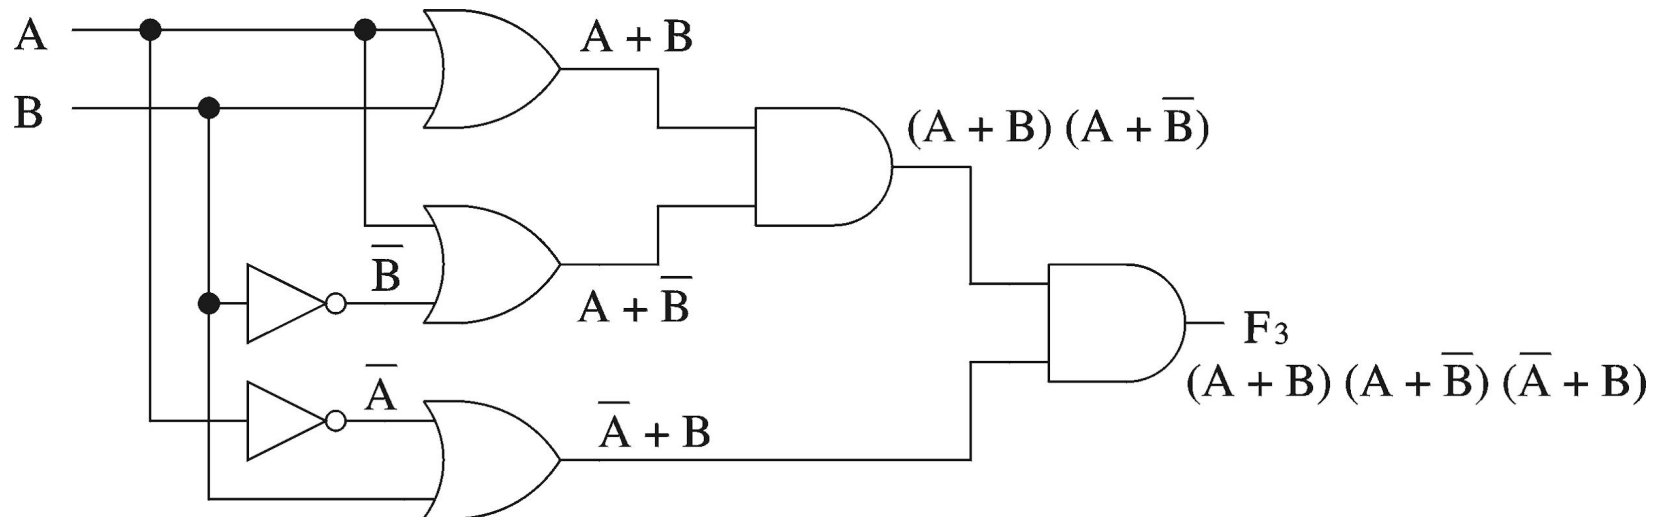 A
A + B
B
(A + B) (A + B̅)
B̅
A + B̅
F₃
(A + B) (A + B̅) (A̅ + B)
A̅
A̅ + B